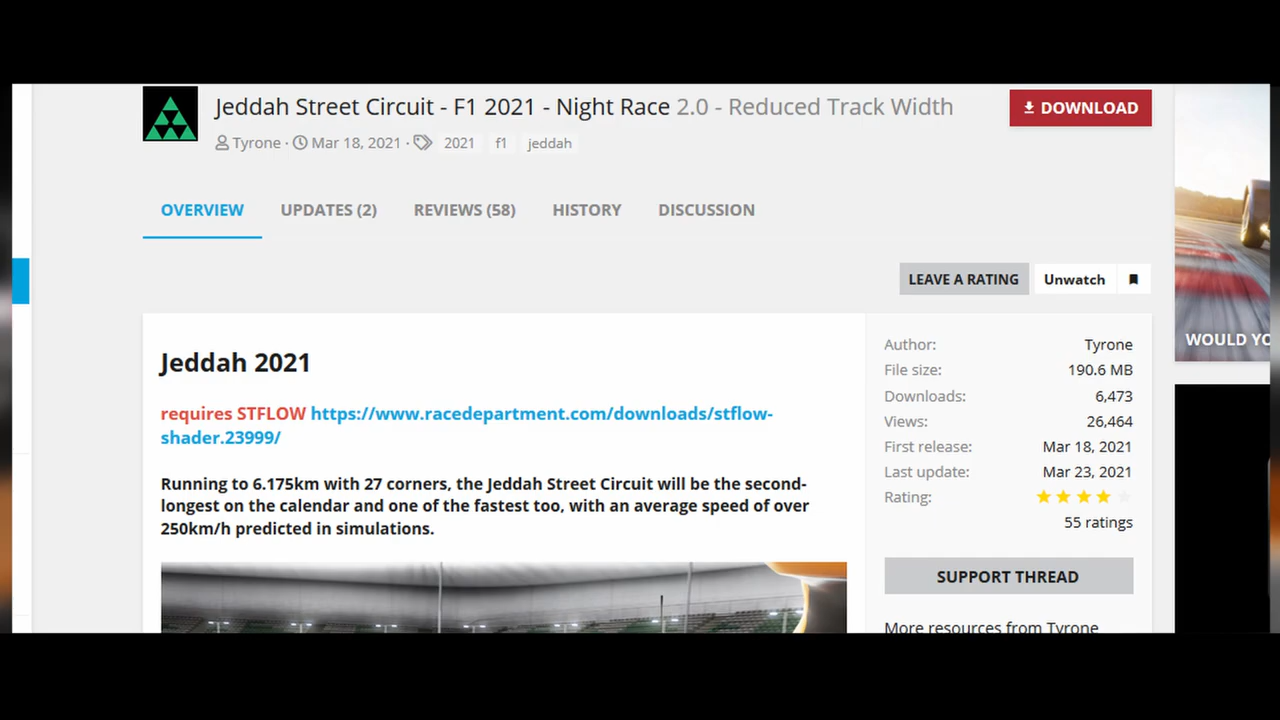 Jeddah Street Circuit - F1 2021 - Night Race 2.0 - Reduced Track Width
DOWNLOAD
Tyrone · Mar 18, 2021 · 2021 f1 jeddah
OVERVIEW
UPDATES (2)
REVIEWS (58)
HISTORY
DISCUSSION
LEAVE A RATING
Unwatch
Jeddah 2021
requires STFLOW https://www.racedepartment.com/downloads/stflow-
shader.23999/
Running to 6.175km with 27 corners, the Jeddah Street Circuit will be the second-
longest on the calendar and one of the fastest too, with an average speed of over
250km/h predicted in simulations.
Author: Tyrone
File size: 190.6 MB
Downloads: 6,473
Views: 26,464
First release: Mar 18, 2021
Last update: Mar 23, 2021
Rating:
55 ratings
SUPPORT THREAD
More resources from Tyrone
WOULD YO